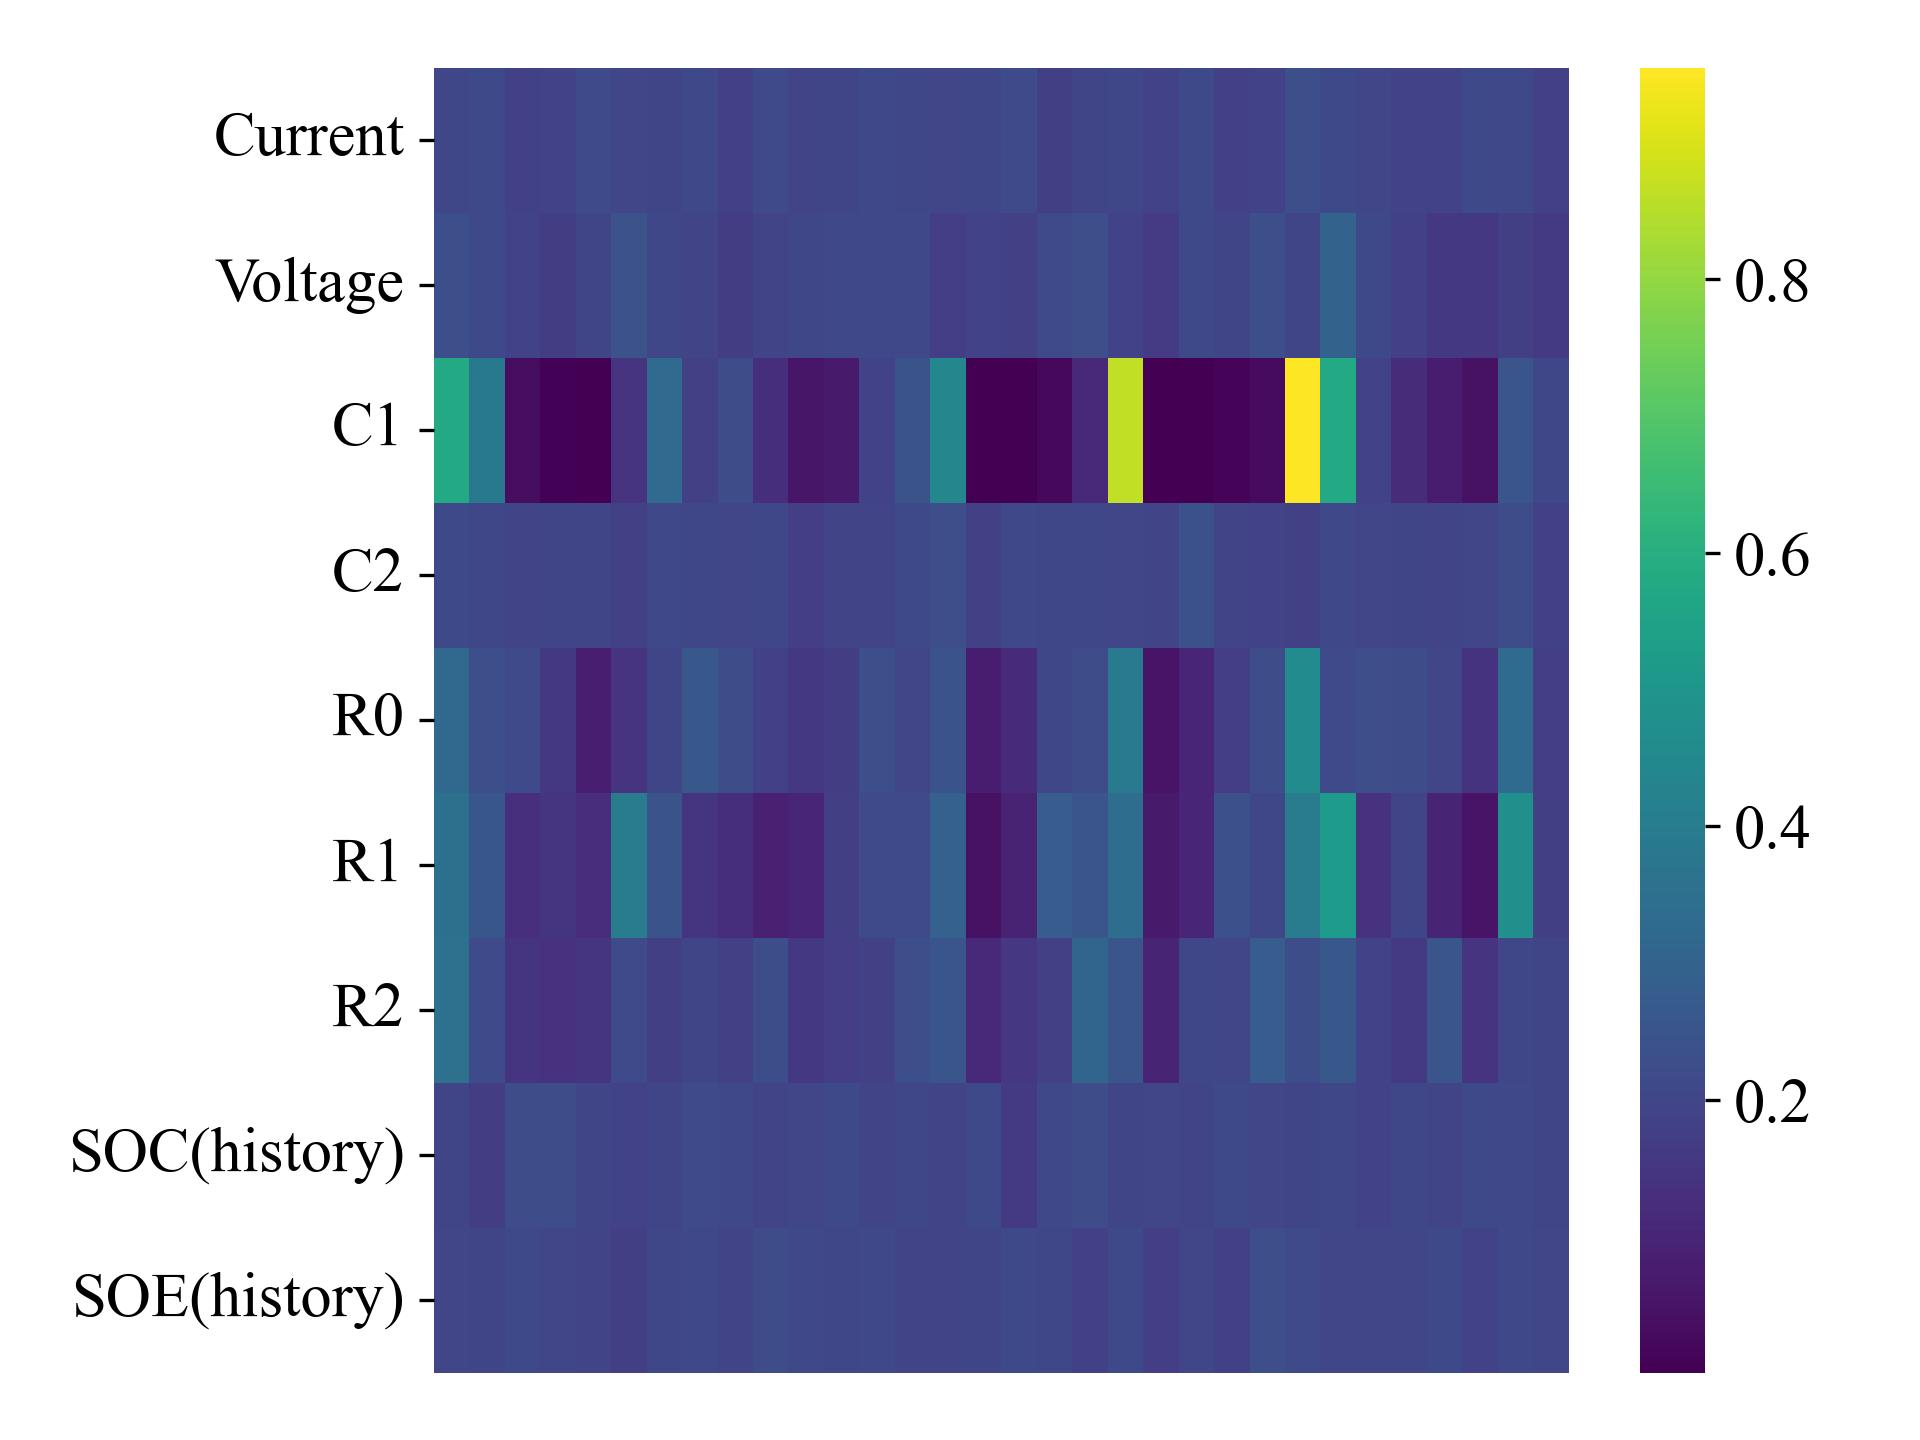 Current
Voltage
C1
C2
R0
R1
R2
SOC(history)
SOE(history)
0.8
0.6
0.4
0.2